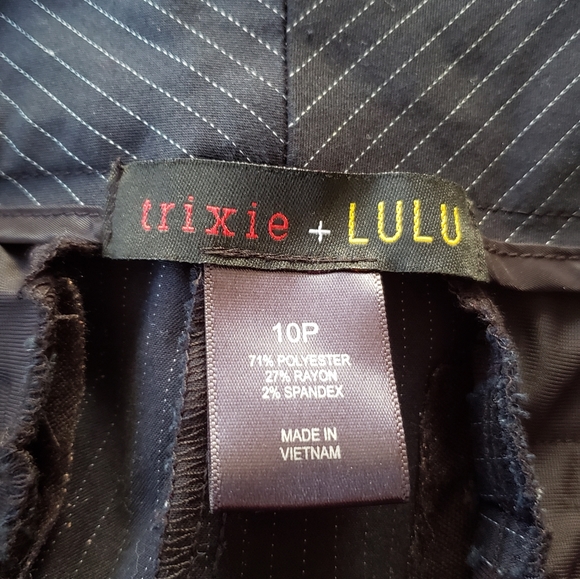 trixie + LULU
10P
71% POLYESTER
27% RAYON
2% SPANDEX
MADE IN
VIETNAM